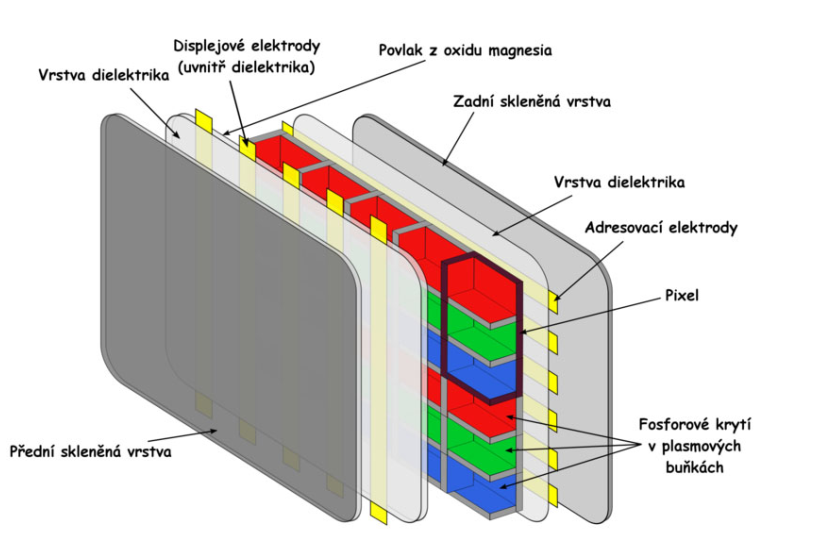 Displejové elektrody
(uvnitř dielektrika)
Povlak z oxidu magnesia
Vrstva dielektrika
Zadní skleněná vrstva
Vrstva dielektrika
Adresovací elektrody
Pixel
Fosforové krytí
v plasmových
buňkách
Přední skleněná vrstva